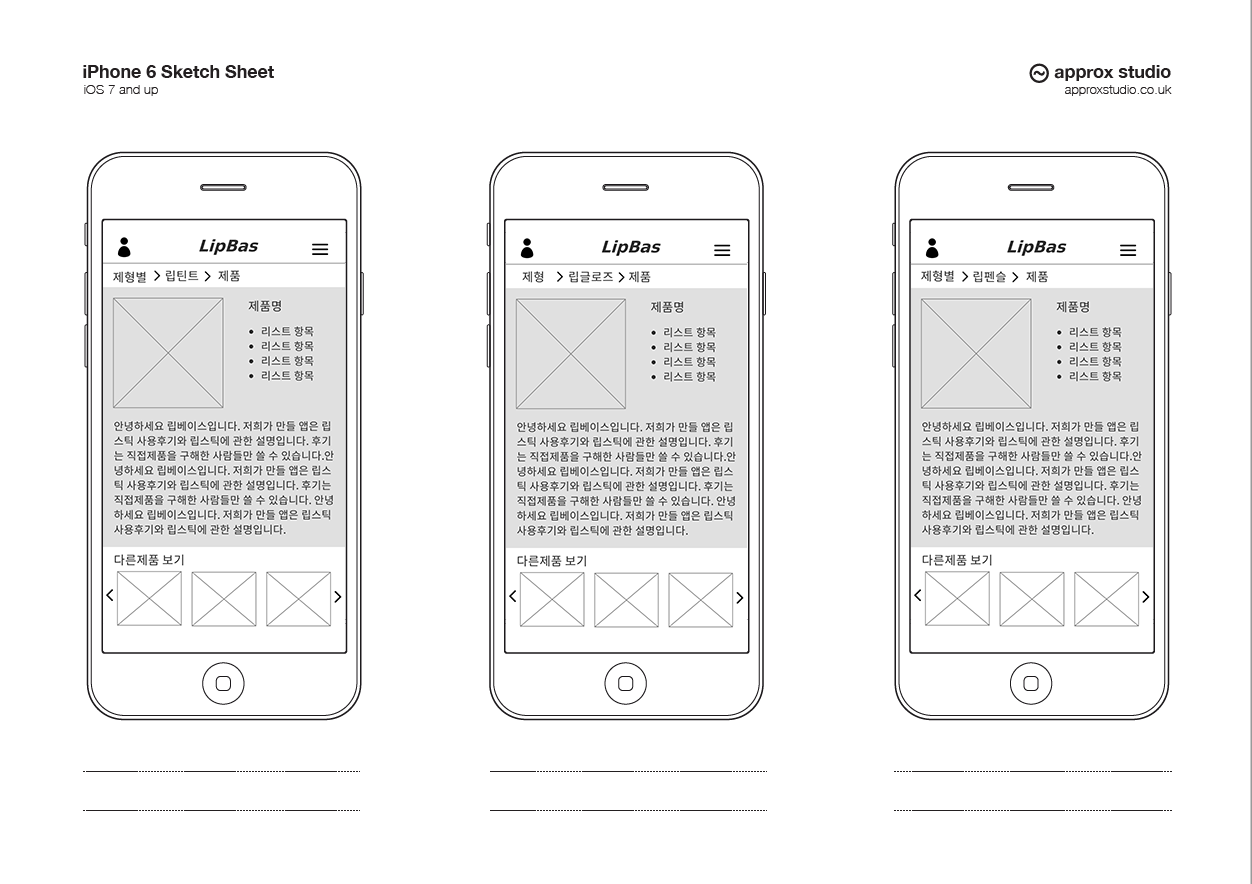 iPhone 6 Sketch Sheet
iOS 7 and up
approx studio
approxstudio.co.uk
LipBas
제형별 > 립틴트 > 제품
제품명
• 리스트 항목
• 리스트 항목
• 리스트 항목
• 리스트 항목
안녕하세요 립베이스입니다. 저희가 만들 앱은 립
스틱 사용후기와 립스틱에 관한 설명입니다. 후기
는 직접제품을 구해한 사람들만 쓸 수 있습니다.안
녕하세요 립베이스입니다. 저희가 만들 앱은 립스
틱 사용후기와 립스틱에 관한 설명입니다. 후기는
직접제품을 구해한 사람들만 쓸 수 있습니다. 안녕
하세요 립베이스입니다. 저희가 만들 앱은 립스틱
사용후기와 립스틱에 관한 설명입니다.
다른제품 보기
LipBas
제형 > 립글로즈 > 제품
제품명
• 리스트 항목
• 리스트 항목
• 리스트 항목
• 리스트 항목
안녕하세요 립베이스입니다. 저희가 만들 앱은 립
스틱 사용후기와 립스틱에 관한 설명입니다. 후기
는 직접제품을 구해한 사람들만 쓸 수 있습니다.안
녕하세요 립베이스입니다. 저희가 만들 앱은 립스
틱 사용후기와 립스틱에 관한 설명입니다. 후기는
직접제품을 구해한 사람들만 쓸 수 있습니다. 안녕
하세요 립베이스입니다. 저희가 만들 앱은 립스틱
사용후기와 립스틱에 관한 설명입니다.
다른제품 보기
LipBas
제형별 > 립펜슬 > 제품
제품명
• 리스트 항목
• 리스트 항목
• 리스트 항목
• 리스트 항목
안녕하세요 립베이스입니다. 저희가 만들 앱은 립
스틱 사용후기와 립스틱에 관한 설명입니다. 후기
는 직접제품을 구해한 사람들만 쓸 수 있습니다.안
녕하세요 립베이스입니다. 저희가 만들 앱은 립스
틱 사용후기와 립스틱에 관한 설명입니다. 후기는
직접제품을 구해한 사람들만 쓸 수 있습니다. 안녕
하세요 립베이스입니다. 저희가 만들 앱은 립스틱
사용후기와 립스틱에 관한 설명입니다.
다른제품 보기